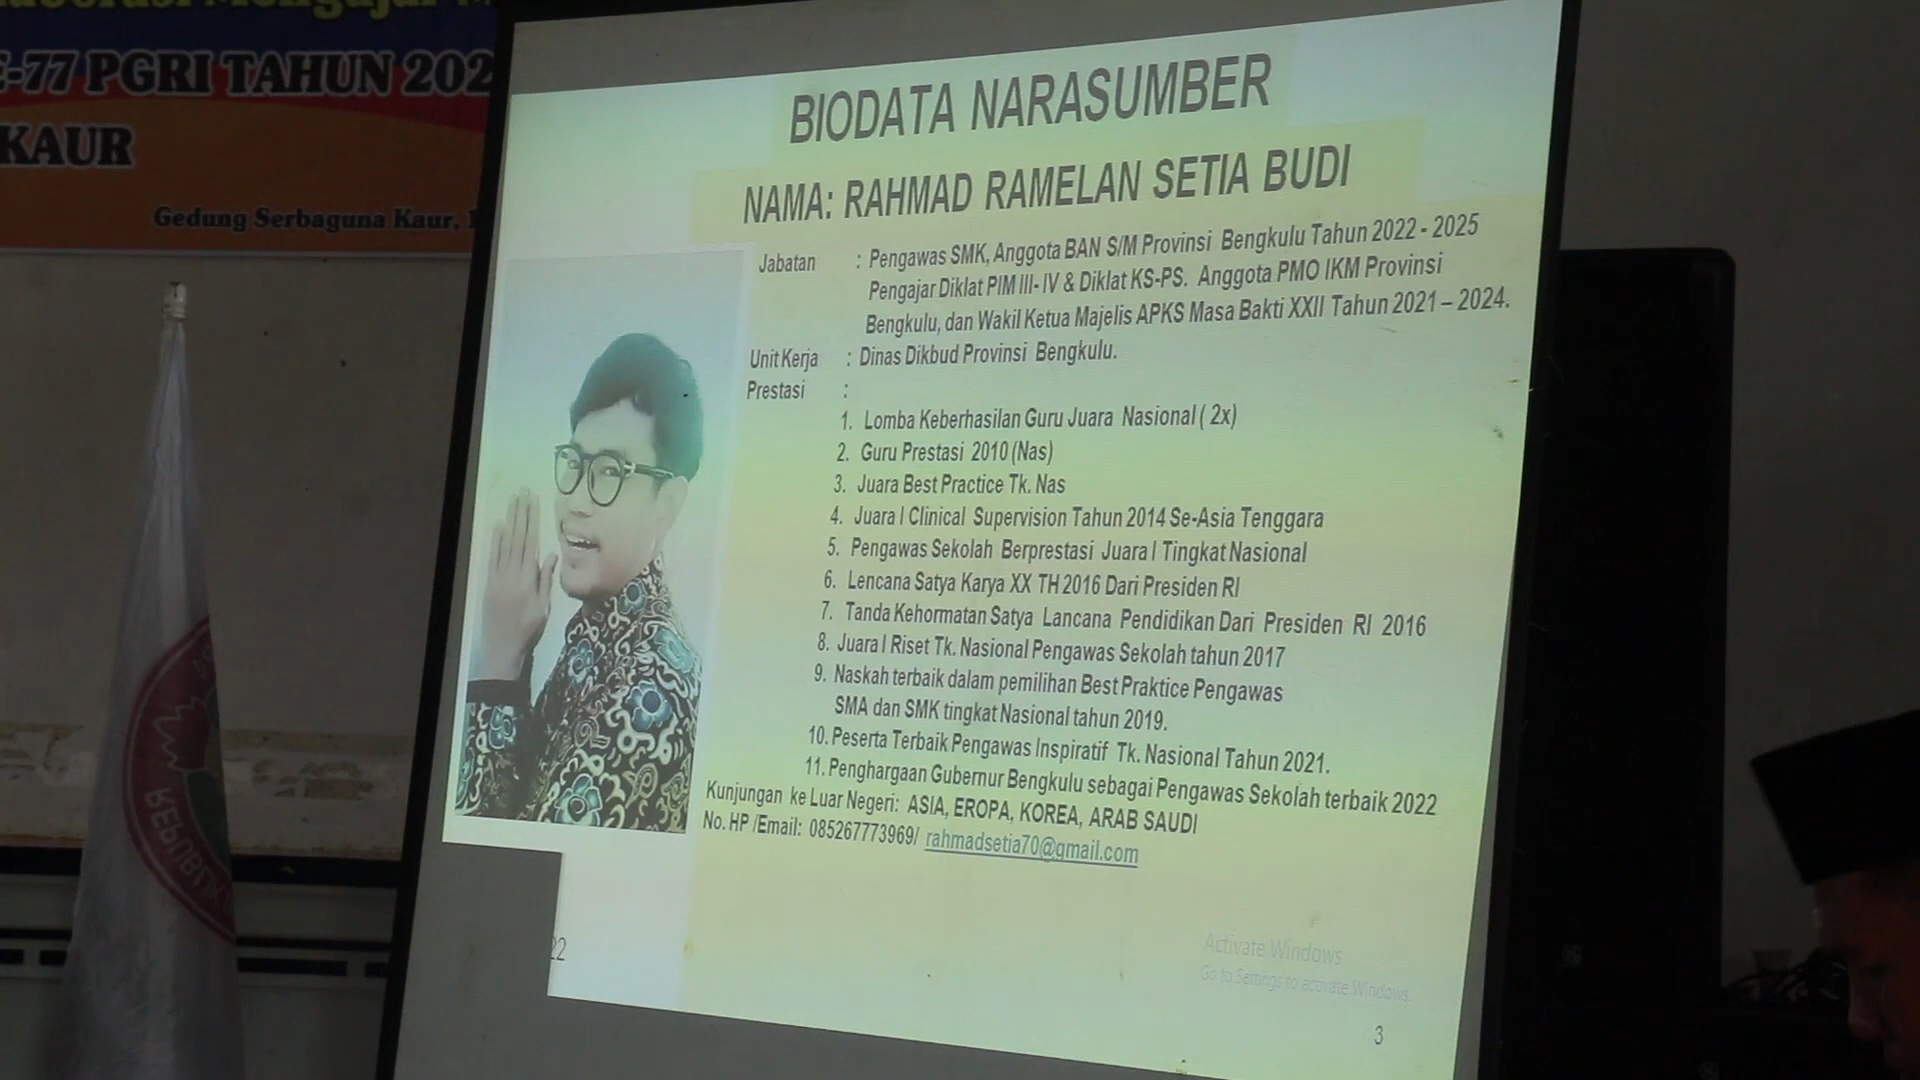 E-77 PGRI TAHUN 202
KAUR
Gedung Serbaguna Kaur,
BIODATA NARASUMBER
NAMA: RAHMAD RAMELAN SETIA BUDI
Jabatan : Pengawas SMK, Anggota BAN S/M Provinsi Bengkulu Tahun 2022 - 2025
Pengajar Diklat PIM III- IV & Diklat KS-PS. Anggota PMO IKM Provinsi
Bengkulu, dan Wakil Ketua Majelis APKS Masa Bakti XXII Tahun 2021 – 2024.
Unit Kerja : Dinas Dikbud Provinsi Bengkulu.
Prestasi :
1. Lomba Keberhasilan Guru Juara Nasional ( 2x)
2. Guru Prestasi 2010 (Nas)
3. Juara Best Practice Tk. Nas
4. Juara I Clinical Supervision Tahun 2014 Se-Asia Tenggara
5. Pengawas Sekolah Berprestasi Juara I Tingkat Nasional
6. Lencana Satya Karya XX TH 2016 Dari Presiden RI
7. Tanda Kehormatan Satya Lancana Pendidikan Dari Presiden RI 2016
8. Juara I Riset Tk. Nasional Pengawas Sekolah tahun 2017
9. Naskah terbaik dalam pemilihan Best Praktice Pengawas
SMA dan SMK tingkat Nasional tahun 2019.
10. Peserta Terbaik Pengawas Inspiratif Tk. Nasional Tahun 2021.
11. Penghargaan Gubernur Bengkulu sebagai Pengawas Sekolah terbaik 2022
Kunjungan ke Luar Negeri: ASIA, EROPA, KOREA, ARAB SAUDI
No. HP /Email: 085267773969/ rahmadsetia70@gmail.com
22
Activate Windows
Go to Settings to activate Windows.
3